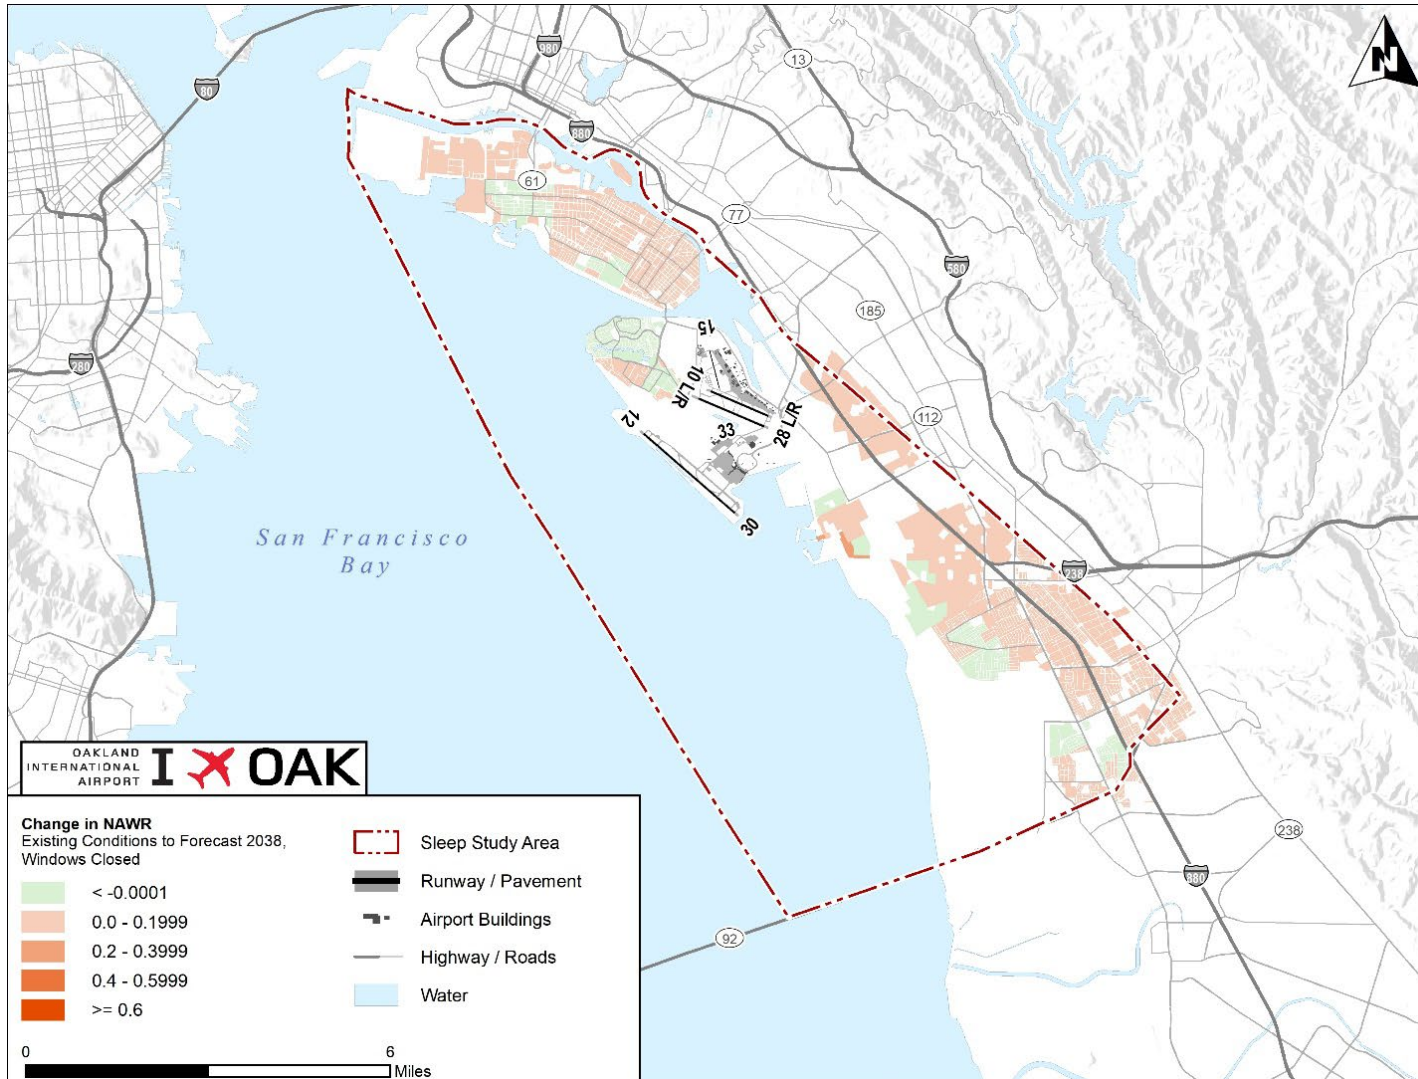 80
980
13
N
880
61
77
580
185
280
15
10 L/R
12
33
28 L/R
30
112
San Francisco
Bay
238
OAKLAND
INTERNATIONAL
AIRPORT
I OAK
238
880
92
Change in NAWR
Existing Conditions to Forecast 2038,
Windows Closed
< -0.0001
0.0 - 0.1999
0.2 - 0.3999
0.4 - 0.5999
>= 0.6
Sleep Study Area
Runway / Pavement
Airport Buildings
Highway / Roads
Water
0 6
Miles